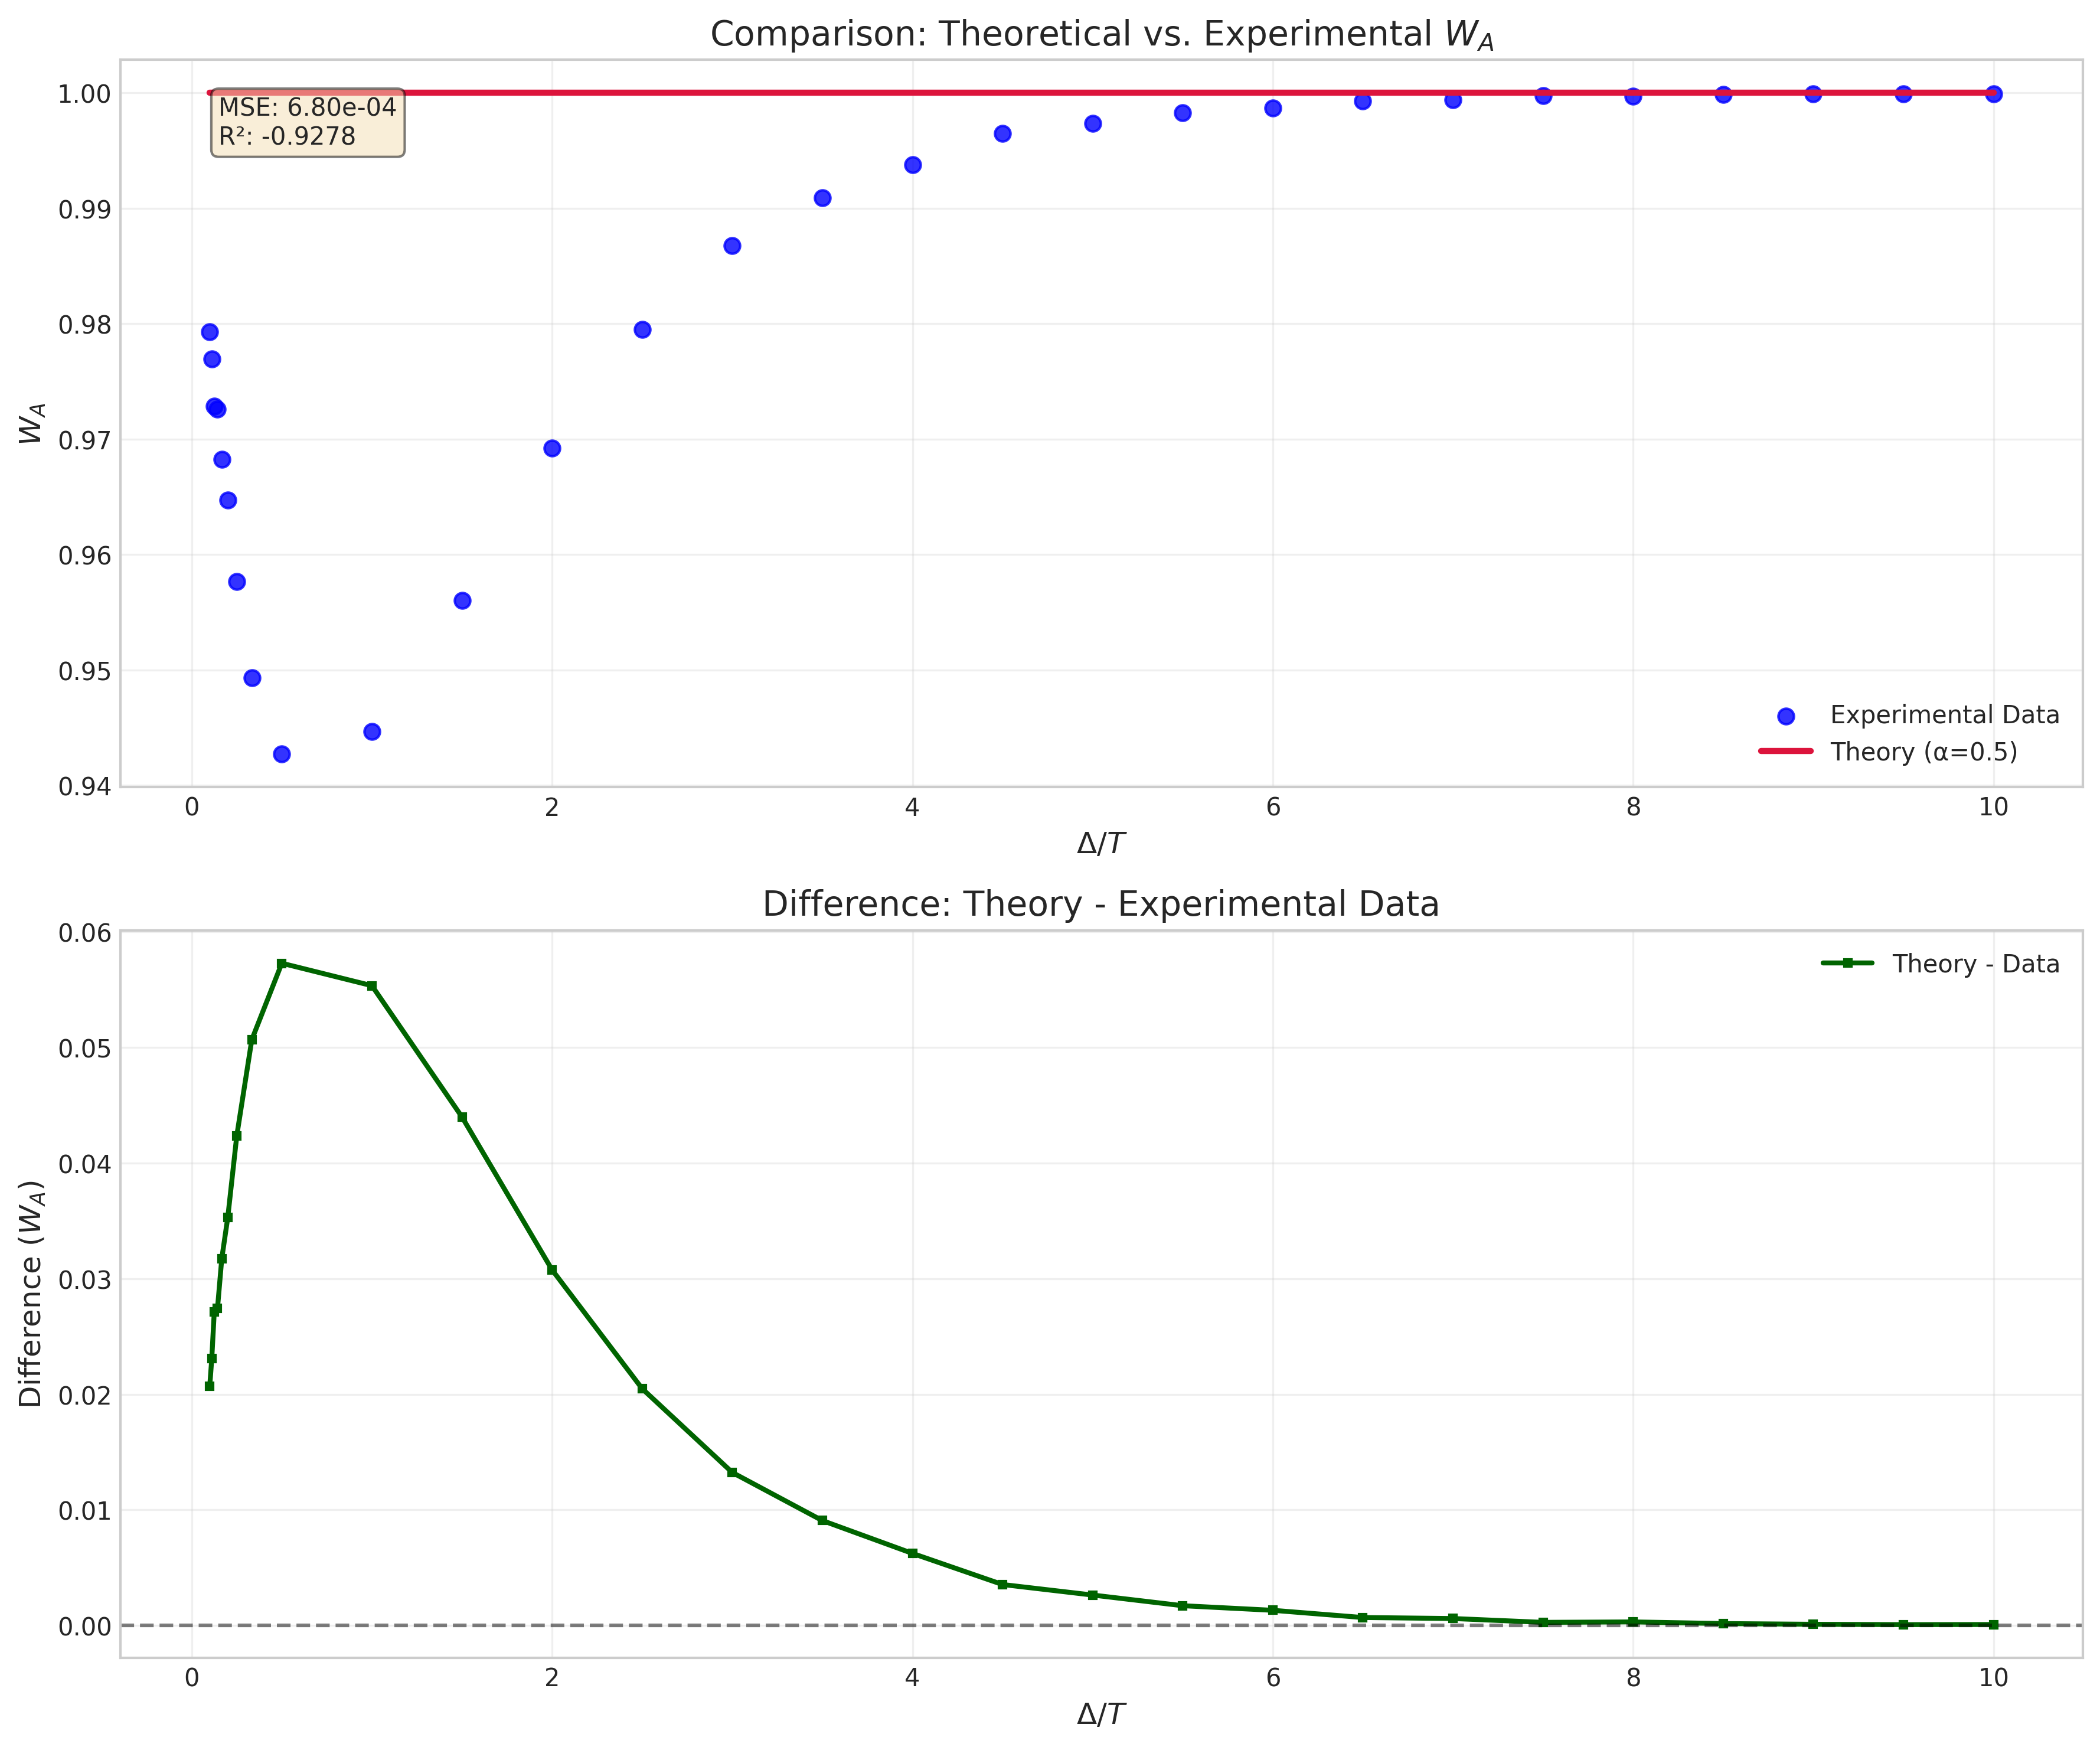 Comparison: Theoretical vs. Experimental W_A
1.00
0.99
0.98
0.97
0.96
0.95
0.94
W_A
MSE: 6.80e-04
R²: -0.9278
Experimental Data
Theory (α=0.5)
0 2 4 6 8 10
Δ/T
Difference: Theory - Experimental Data
0.06
0.05
0.04
0.03
0.02
0.01
0.00
Difference (W_A)
Theory - Data
0 2 4 6 8 10
Δ/T